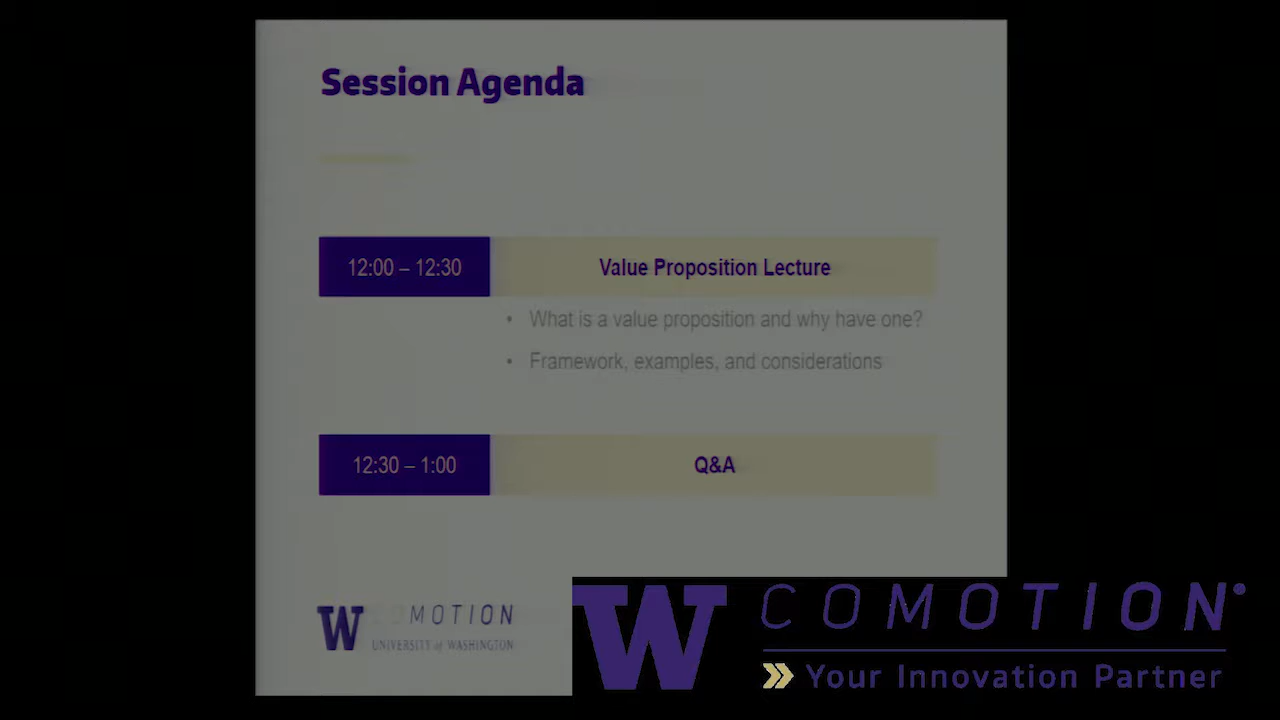 Session Agenda
12:00 – 12:30
Value Proposition Lecture
• What is a value proposition and why have one?
• Framework, examples, and considerations
12:30 – 1:00
Q&A
W COMOTION
UNIVERSITY of WASHINGTON
W COMOTION®
Your Innovation Partner